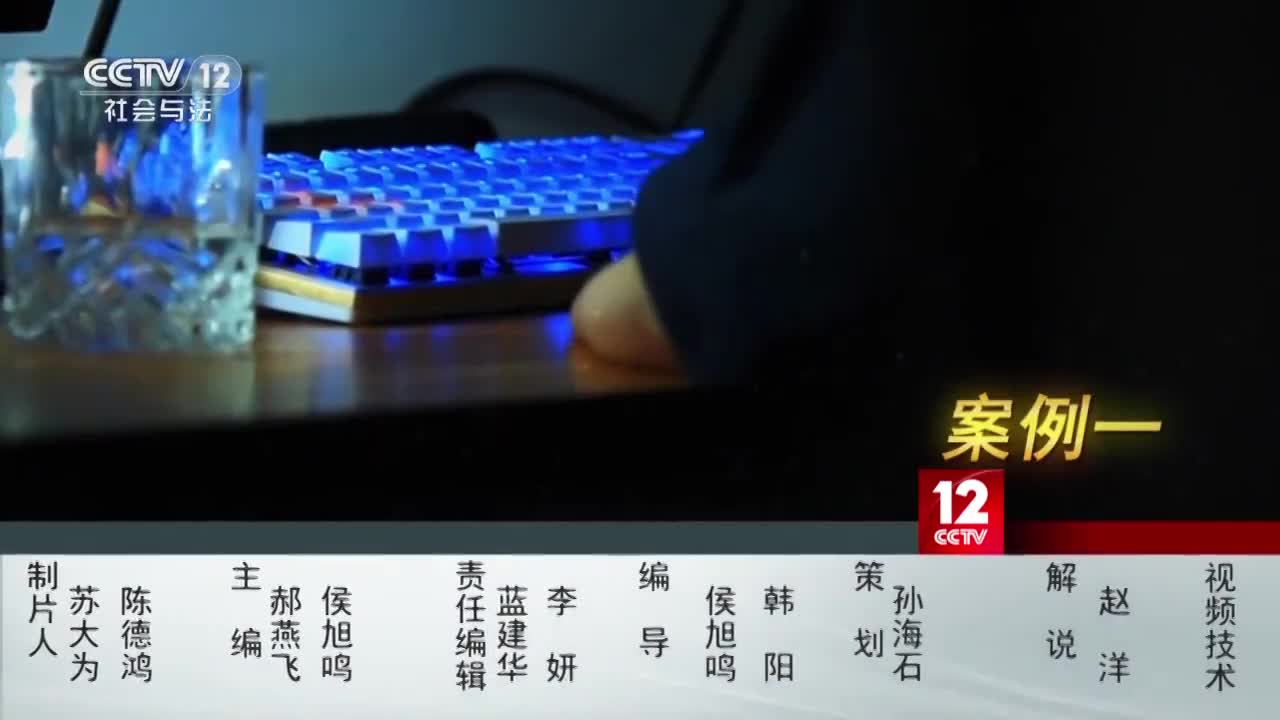 CCTV 12
社会与法
案例一
12
CCTV
制片人
苏大为
陈德鸿
主编
郝燕飞
侯旭鸣
责任编辑
蓝建华
李妍
编导
侯旭鸣
韩阳
策划
孙海石
解说
赵洋
视频技术